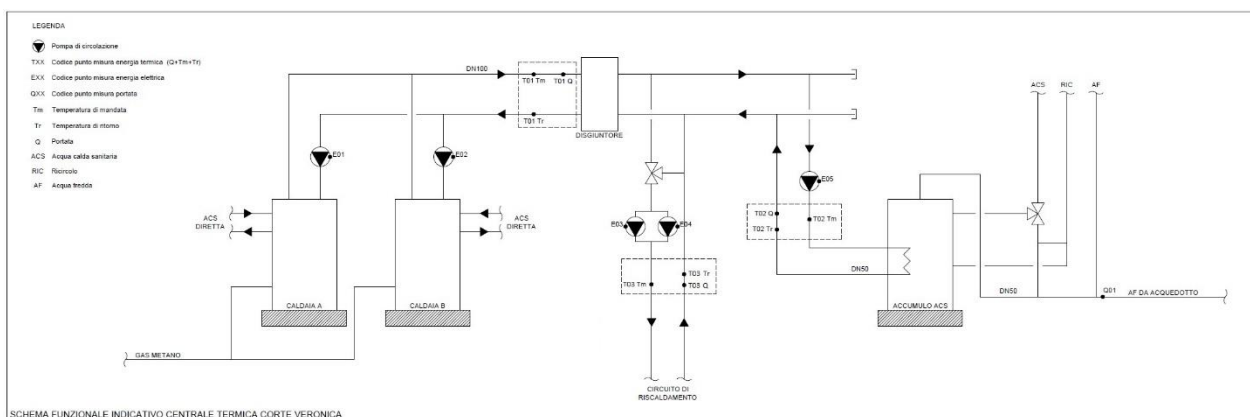 LEGENDA
Pompa di circolazione
TXX Codice punto misura energia termica (Q+Tm+Tr)
EXX Codice punto misura energia elettrica
QXX Codice punto misura portata
Tm Temperatura di mandata
Tr Temperatura di ritorno
Q Portata
ACS Acqua calda sanitaria
RIC Ricircolo
AF Acqua fredda
DN100
T01 Tm
T01 Q
T01 Tr
DISGIUNTORE
E01
E02
ACS
DIRETTA
ACS
DIRETTA
CALDAIA A
CALDAIA B
GAS METANO
E03
E04
T03 Tm
T03 Tr
T03 Q
CIRCUITO DI
RISCALDAMENTO
E05
T02 Q
T02 Tr
T02 Tm
DN50
ACCUMULO ACS
ACS
RIC
AF
DN50
Q01
AF DA ACQUEDOTTO
SCHEMA FUNZIONALE INDICATIVO CENTRALE TERMICA CORTE VERONICA